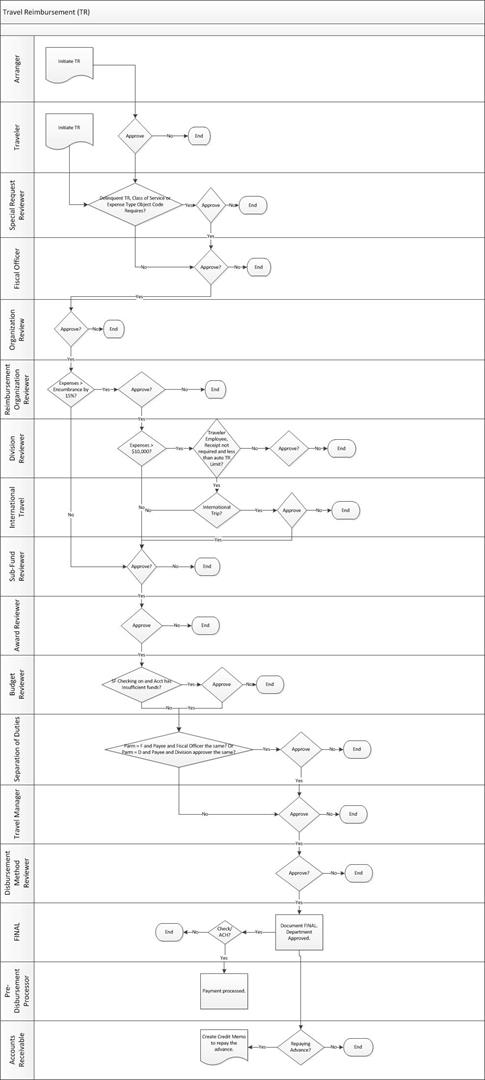 Travel Reimbursement (TR)
Arranger
Initiate TR
Traveler
Initiate TR
Approve
No
End
Special Request
Reviewer
Delinquent TR, Class of Service or
Expense Type Object Code
Requires?
Yes
Approve
No
End
Yes
Fiscal Officer
No
Approve?
No
End
Yes
Organization
Review
Approve?
No
End
Yes
Reimbursement
Organization
Reviewer
Expenses >
Encumbrance by
15%?
Yes
Approve?
No
End
Yes
Division
Reviewer
Expenses >
$10,000?
Yes
Traveler
Employee,
Receipt not
required and less
than auto TR
Limit?
No
Approve?
No
End
Yes
International
Travel
No
No
No
International
Trip?
Yes
Approve
No
End
Yes
Sub-Fund
Reviewer
Approve?
No
End
Yes
Award Reviewer
Approve
No
End
Yes
Budget
Reviewer
SF Checking on and Acct has
Insufficient funds?
Yes
Approve
No
End
No
Yes
Separation of Duties
Parm = F and Payee and Fiscal Officer the same? Or
Parm = D and Payee and Division approver the same?
Yes
Approve
No
End
Yes
Travel Manager
No
Approve
No
End
Yes
Disbursement
Method
Reviewer
Approve?
No
End
Yes
FINAL
End
No
Check/
ACH?
Yes
Document FINAL.
Department
Approved.
Yes
Pre-
Disbursement
Processor
Payment processed.
Accounts
Receivable
Create Credit Memo
to repay the
advance.
Yes
Repaying
Advance?
No
End